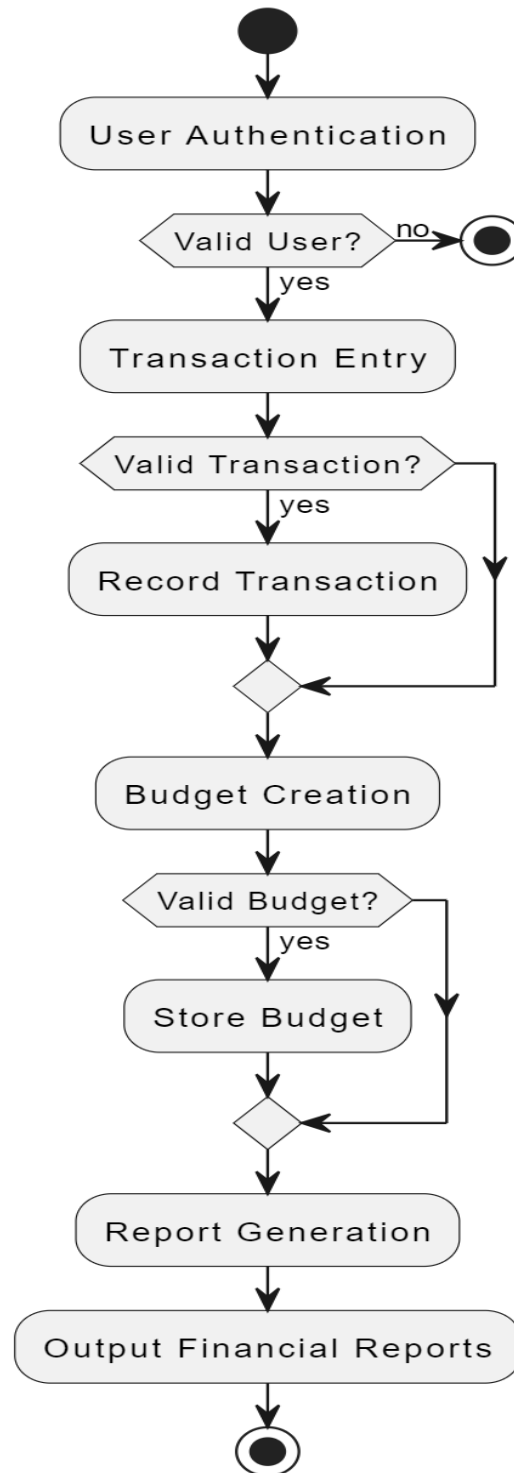 User Authentication
Valid User?
no
yes
Transaction Entry
Valid Transaction?
yes
Record Transaction
Budget Creation
Valid Budget?
yes
Store Budget
Report Generation
Output Financial Reports